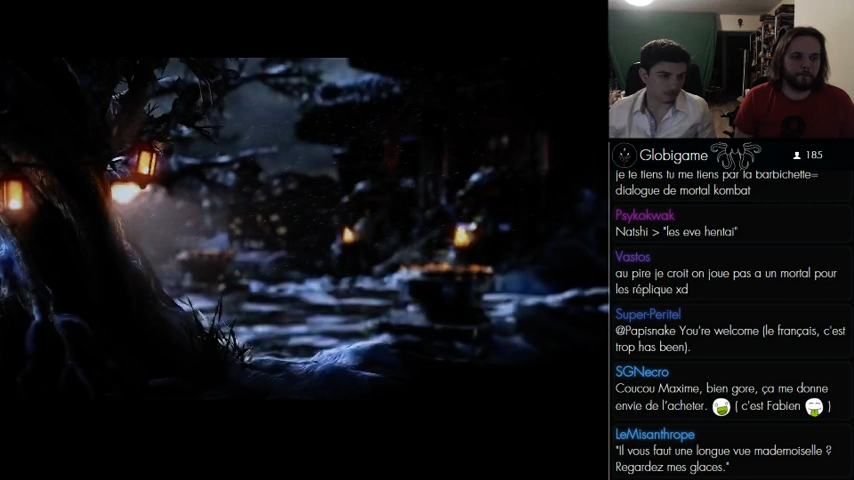 Globigame
185
je te tiens tu me tiens par la barbichette=
dialogue de mortal kombat
Psykokwak
Natshi > "les eve hentai"
Vastos
au pire je croit on joue pas a un mortal pour
les réplique xd
Super-Peritel
@Papisnake You're welcome (le français, c'est
trop has been).
SGNecro
Coucou Maxime, bien gore, ça me donne
envie de l'acheter. ( c'est Fabien )
LeMisanthrope
"Il vous faut une longue vue mademoiselle ?
Regardez mes glaces."